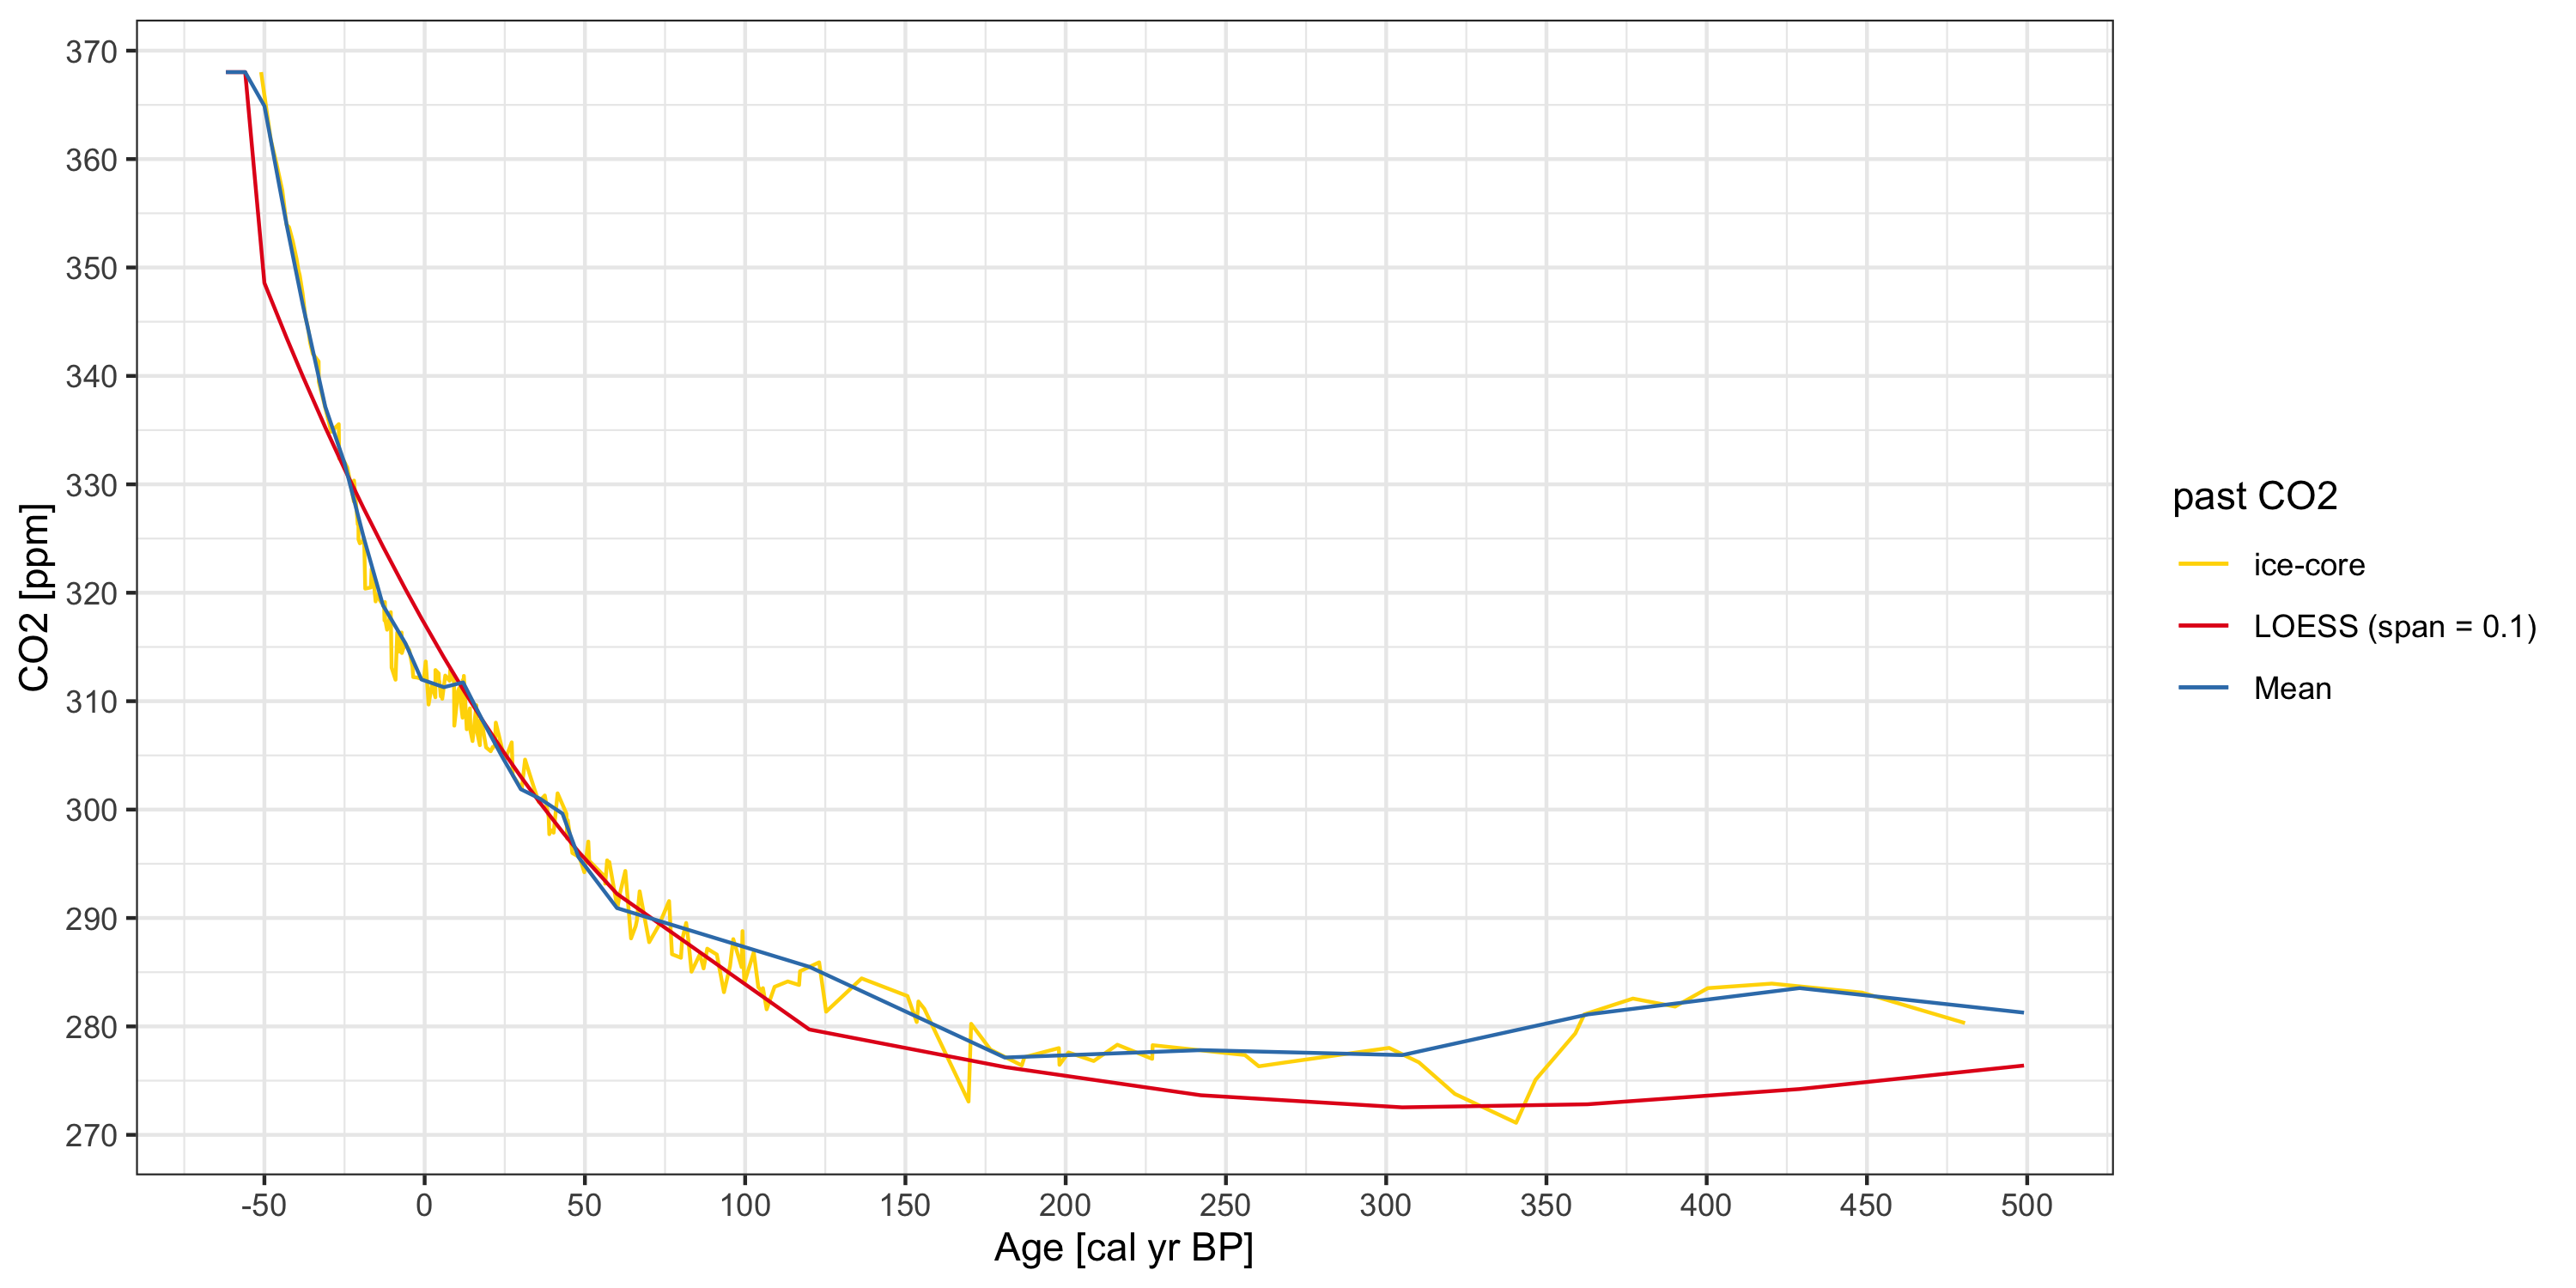 370
360
350
340
330
320
310
300
290
280
270
CO2 [ppm]
-50 0 50 100 150 200 250 300 350 400 450 500
Age [cal yr BP]
past CO2
ice-core
LOESS (span = 0.1)
Mean